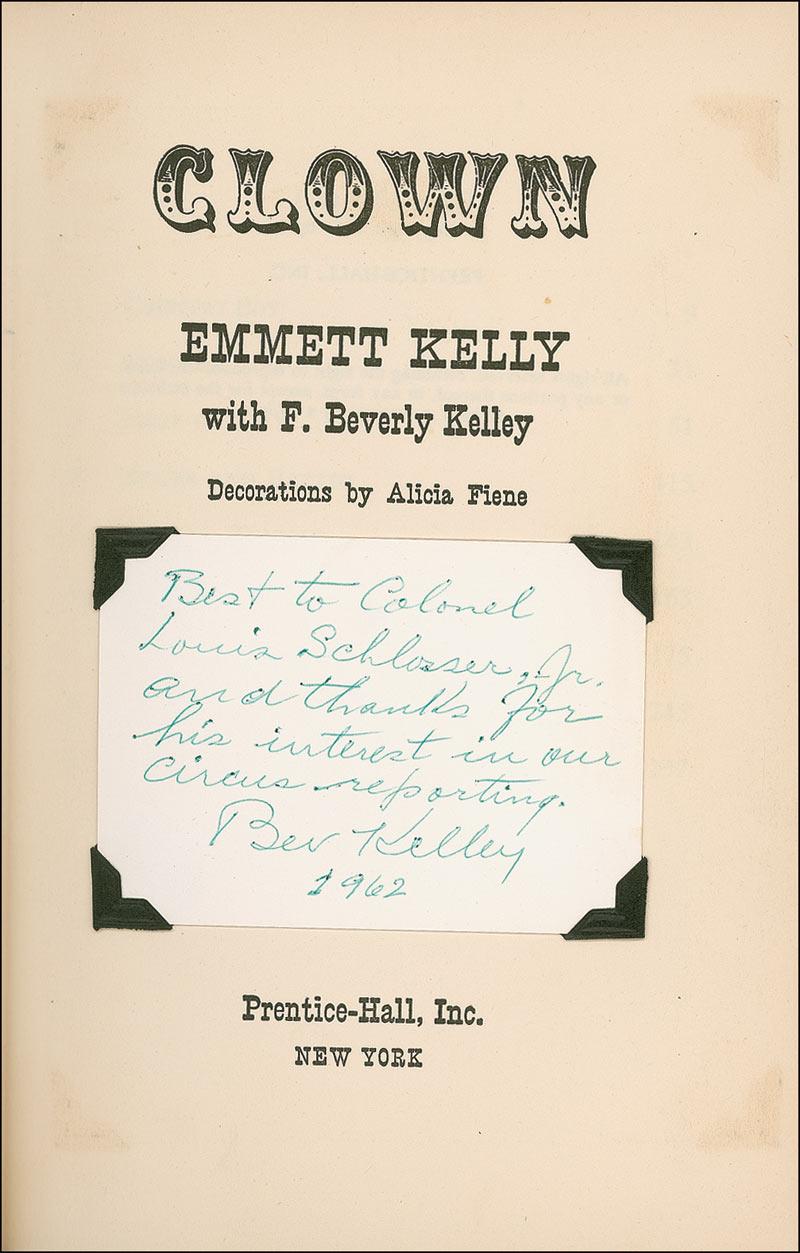 CLOWN
EMMETT KELLY
with F. Beverly Kelley
Decorations by Alicia Fiene
Best to Colonel
Louis Schlosser, Jr.
and thanks for
his interest in our
circus reporting.
Bev Kelley
1962
Prentice-Hall, Inc.
NEW YORK